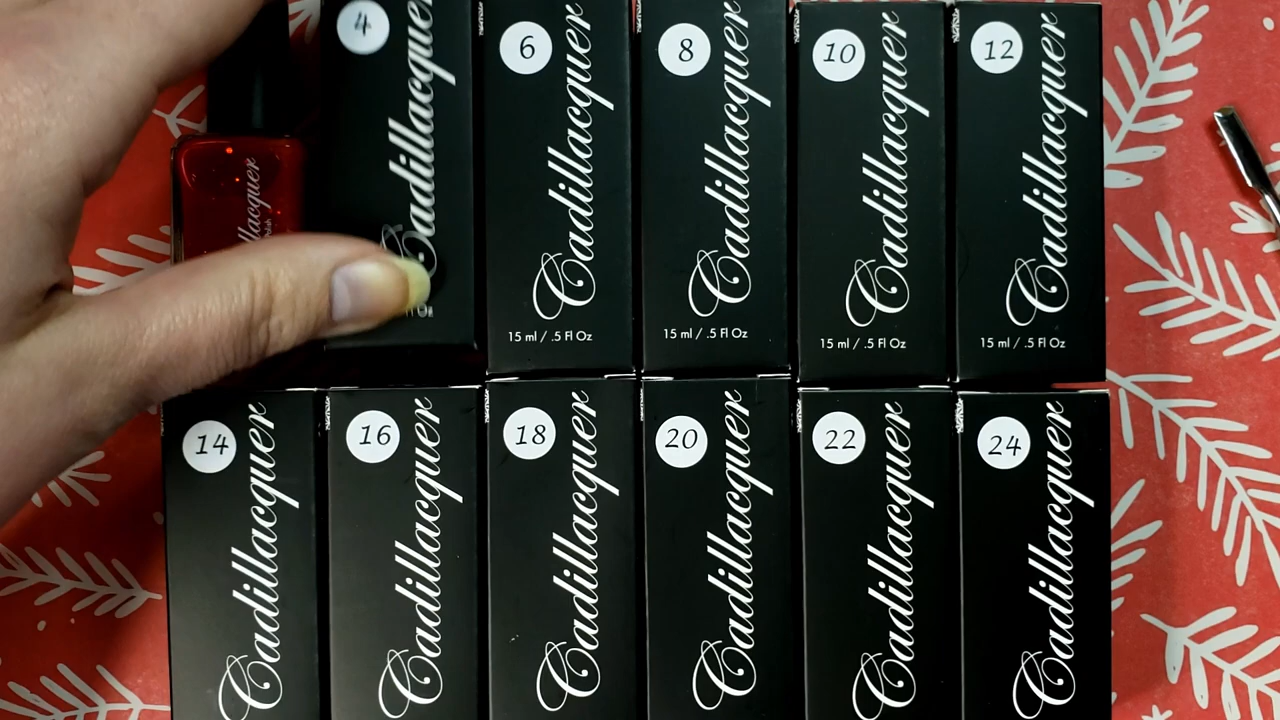 4
Cadillacquer
6
Cadillacquer
15 ml / .5 Fl Oz
8
Cadillacquer
15 ml / .5 Fl Oz
10
Cadillacquer
15 ml / .5 Fl Oz
12
Cadillacquer
15 ml / .5 Fl Oz
14
Cadillacquer
16
Cadillacquer
18
Cadillacquer
20
Cadillacquer
22
Cadillacquer
24
Cadillacquer